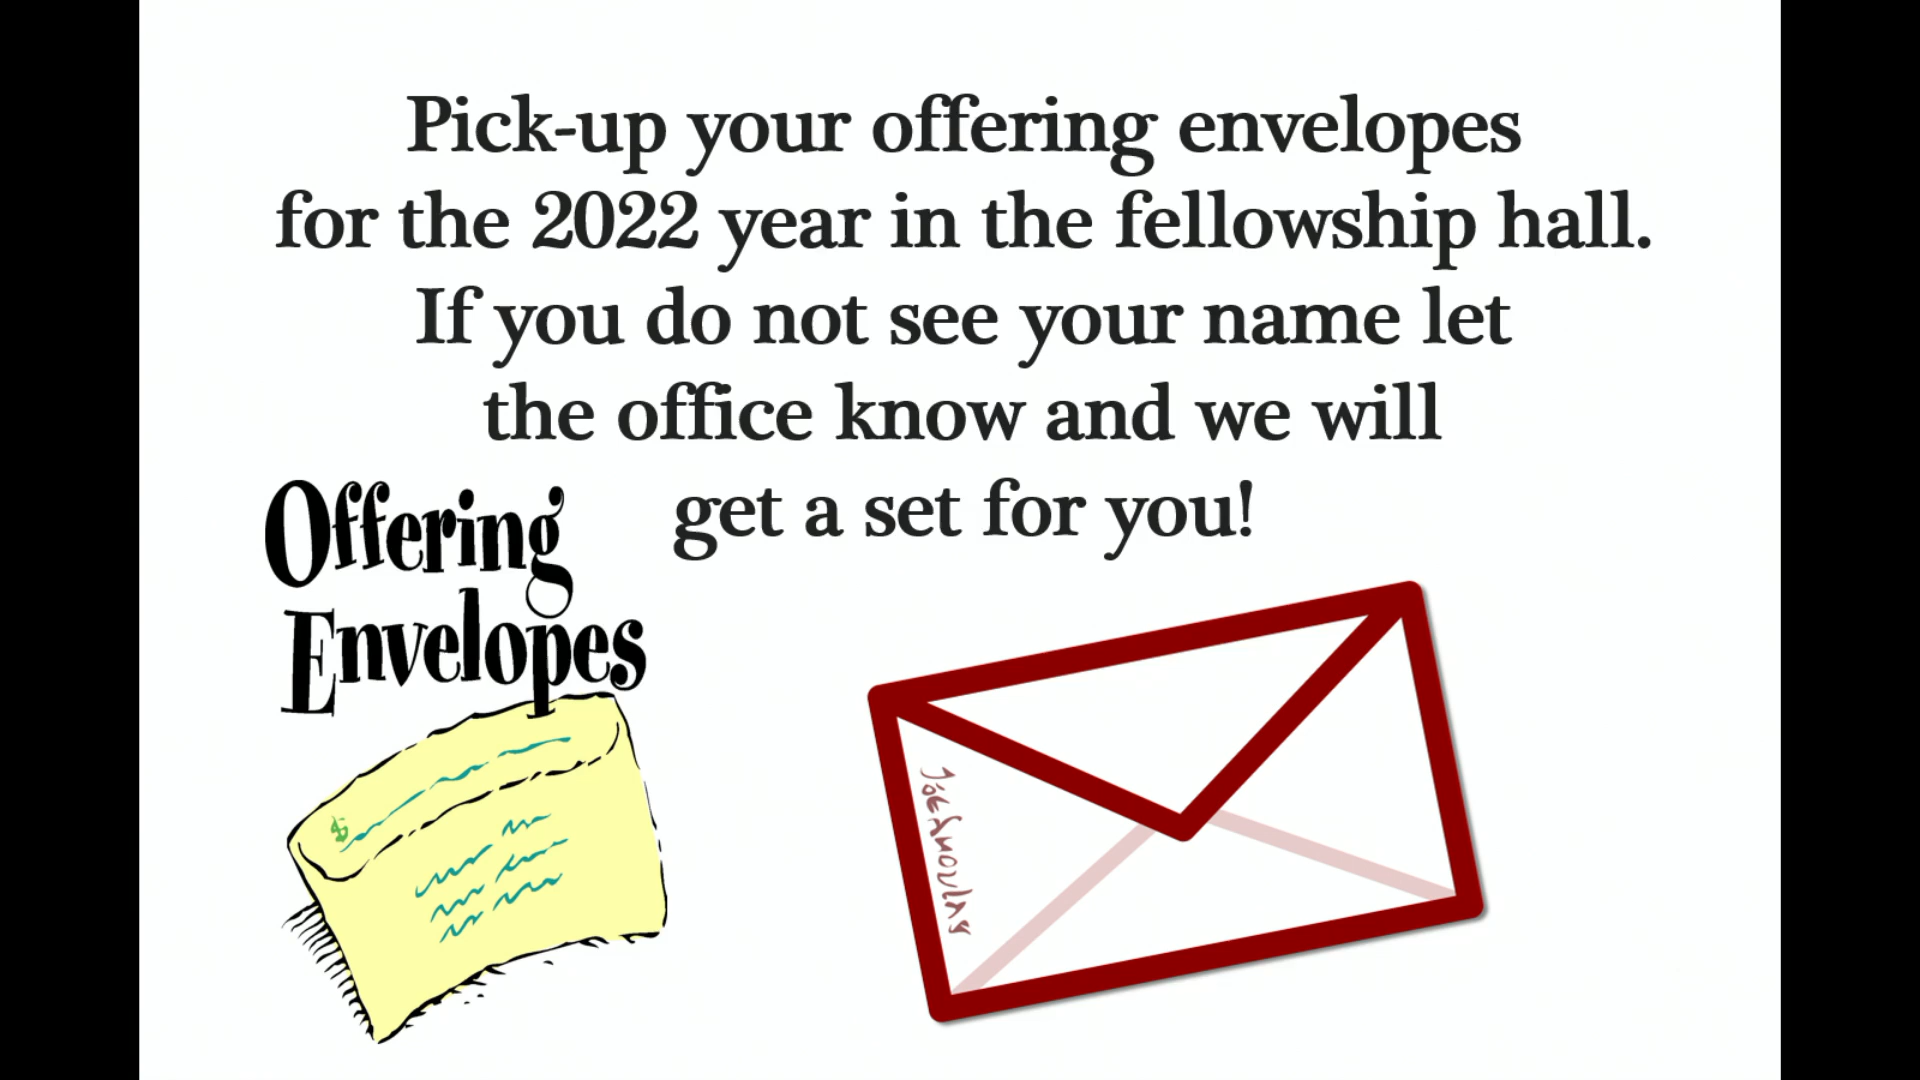 Pick-up your offering envelopes
for the 2022 year in the fellowship hall.
If you do not see your name let
the office know and we will
get a set for you!
Offering
Envelopes
$